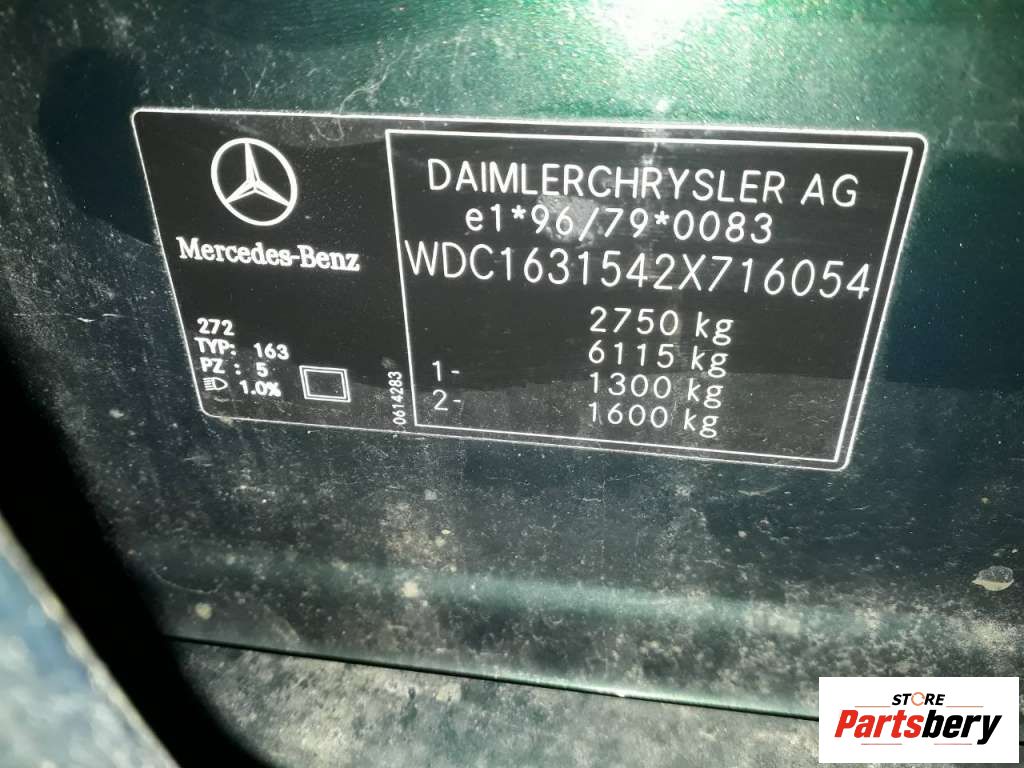 Mercedes-Benz
272
TYP: 163
PZ : 5
1.0%
0614283
DAIMLERCHRYSLER AG
e1*96/79*0083
WDC1631542X716054
2750 kg
6115 kg
1- 1300 kg
2- 1600 kg
STORE
Partsbery